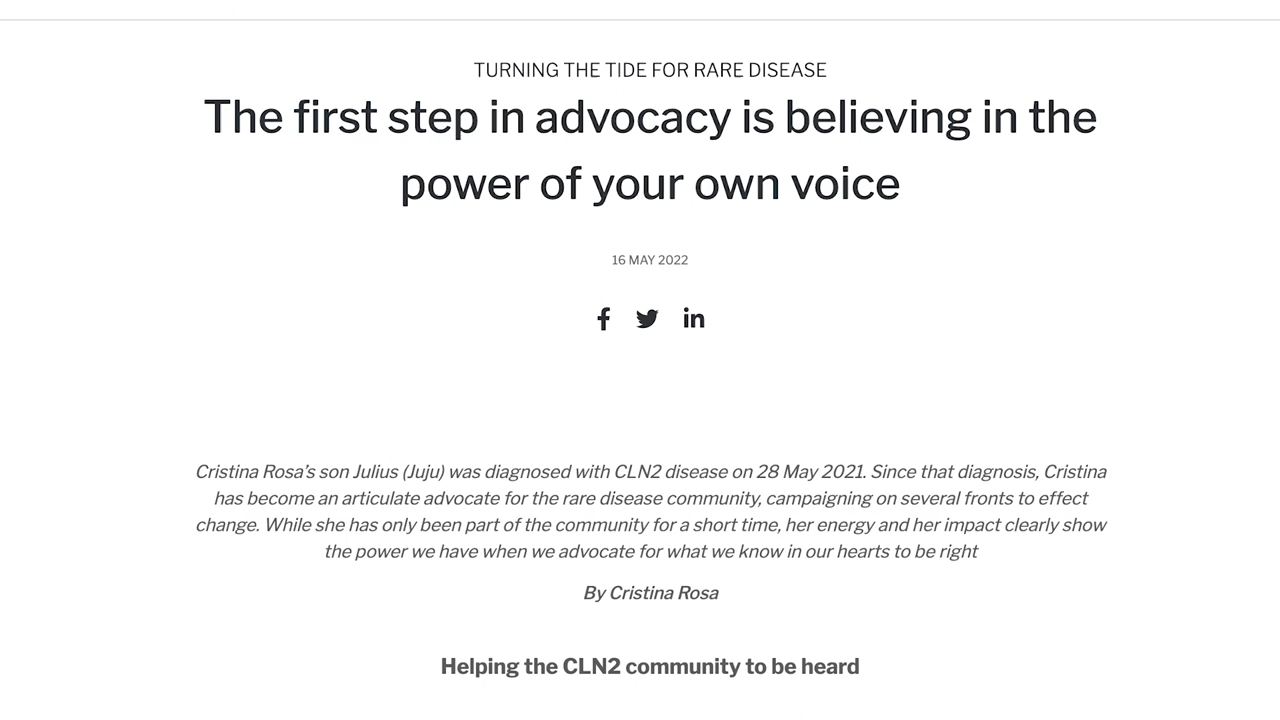 TURNING THE TIDE FOR RARE DISEASE
The first step in advocacy is believing in the
power of your own voice
16 MAY 2022
Cristina Rosa’s son Julius (Juju) was diagnosed with CLN2 disease on 28 May 2021. Since that diagnosis, Cristina
has become an articulate advocate for the rare disease community, campaigning on several fronts to effect
change. While she has only been part of the community for a short time, her energy and her impact clearly show
the power we have when we advocate for what we know in our hearts to be right
By Cristina Rosa
Helping the CLN2 community to be heard